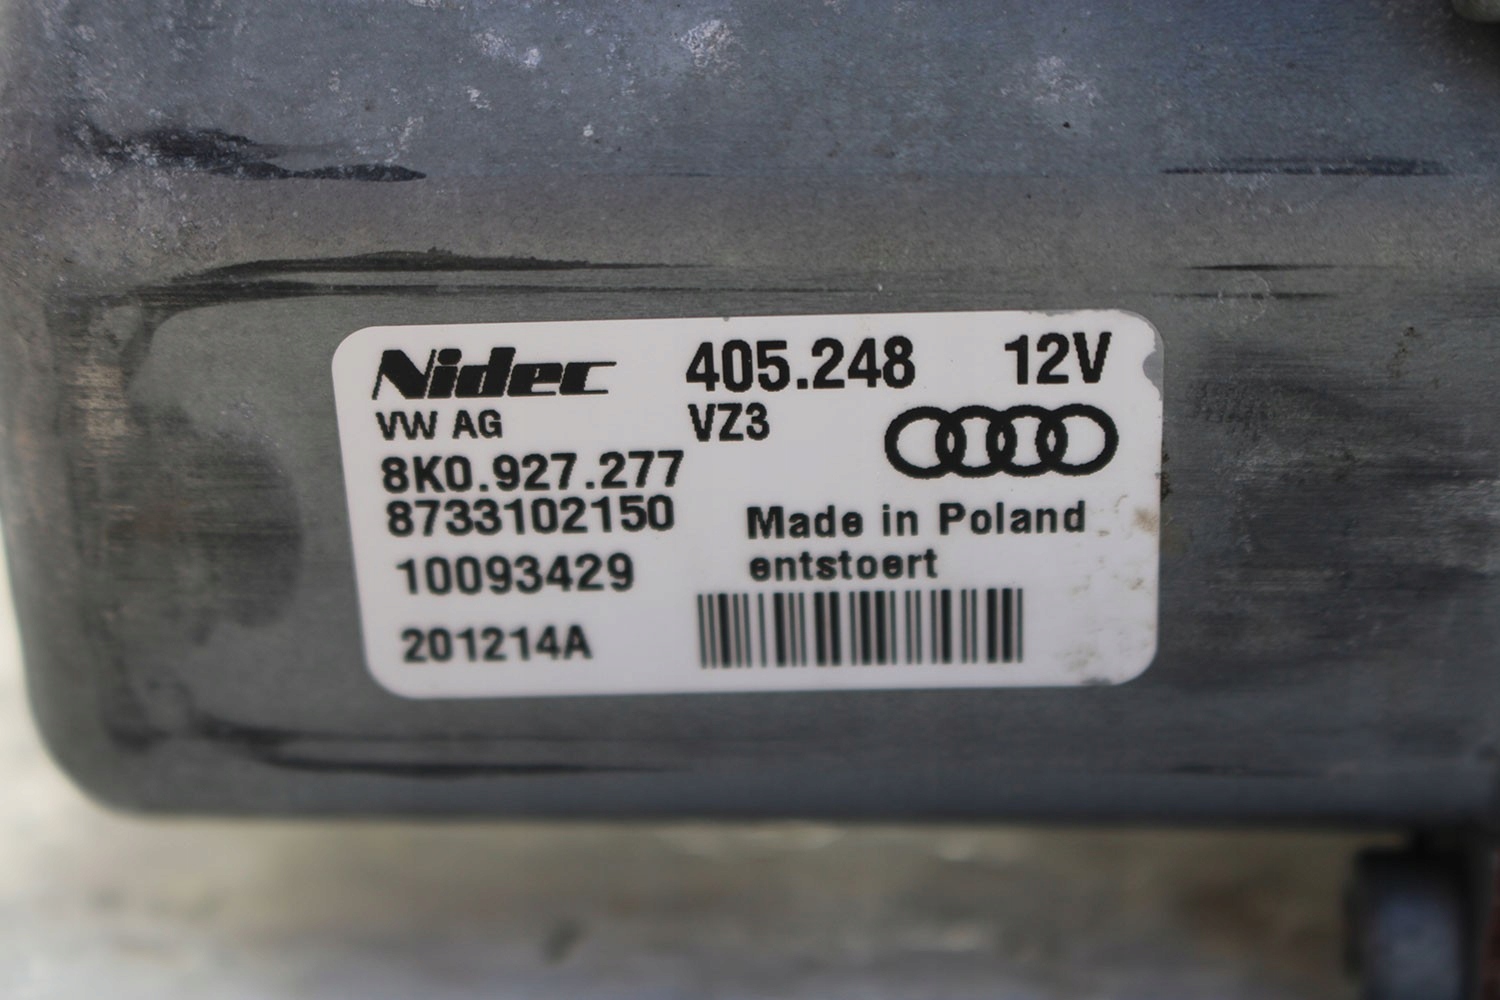 Nidec 405.248 12V
VW AG VZ3
8K0.927.277
8733102150 Made in Poland
10093429 entstoert
201214A